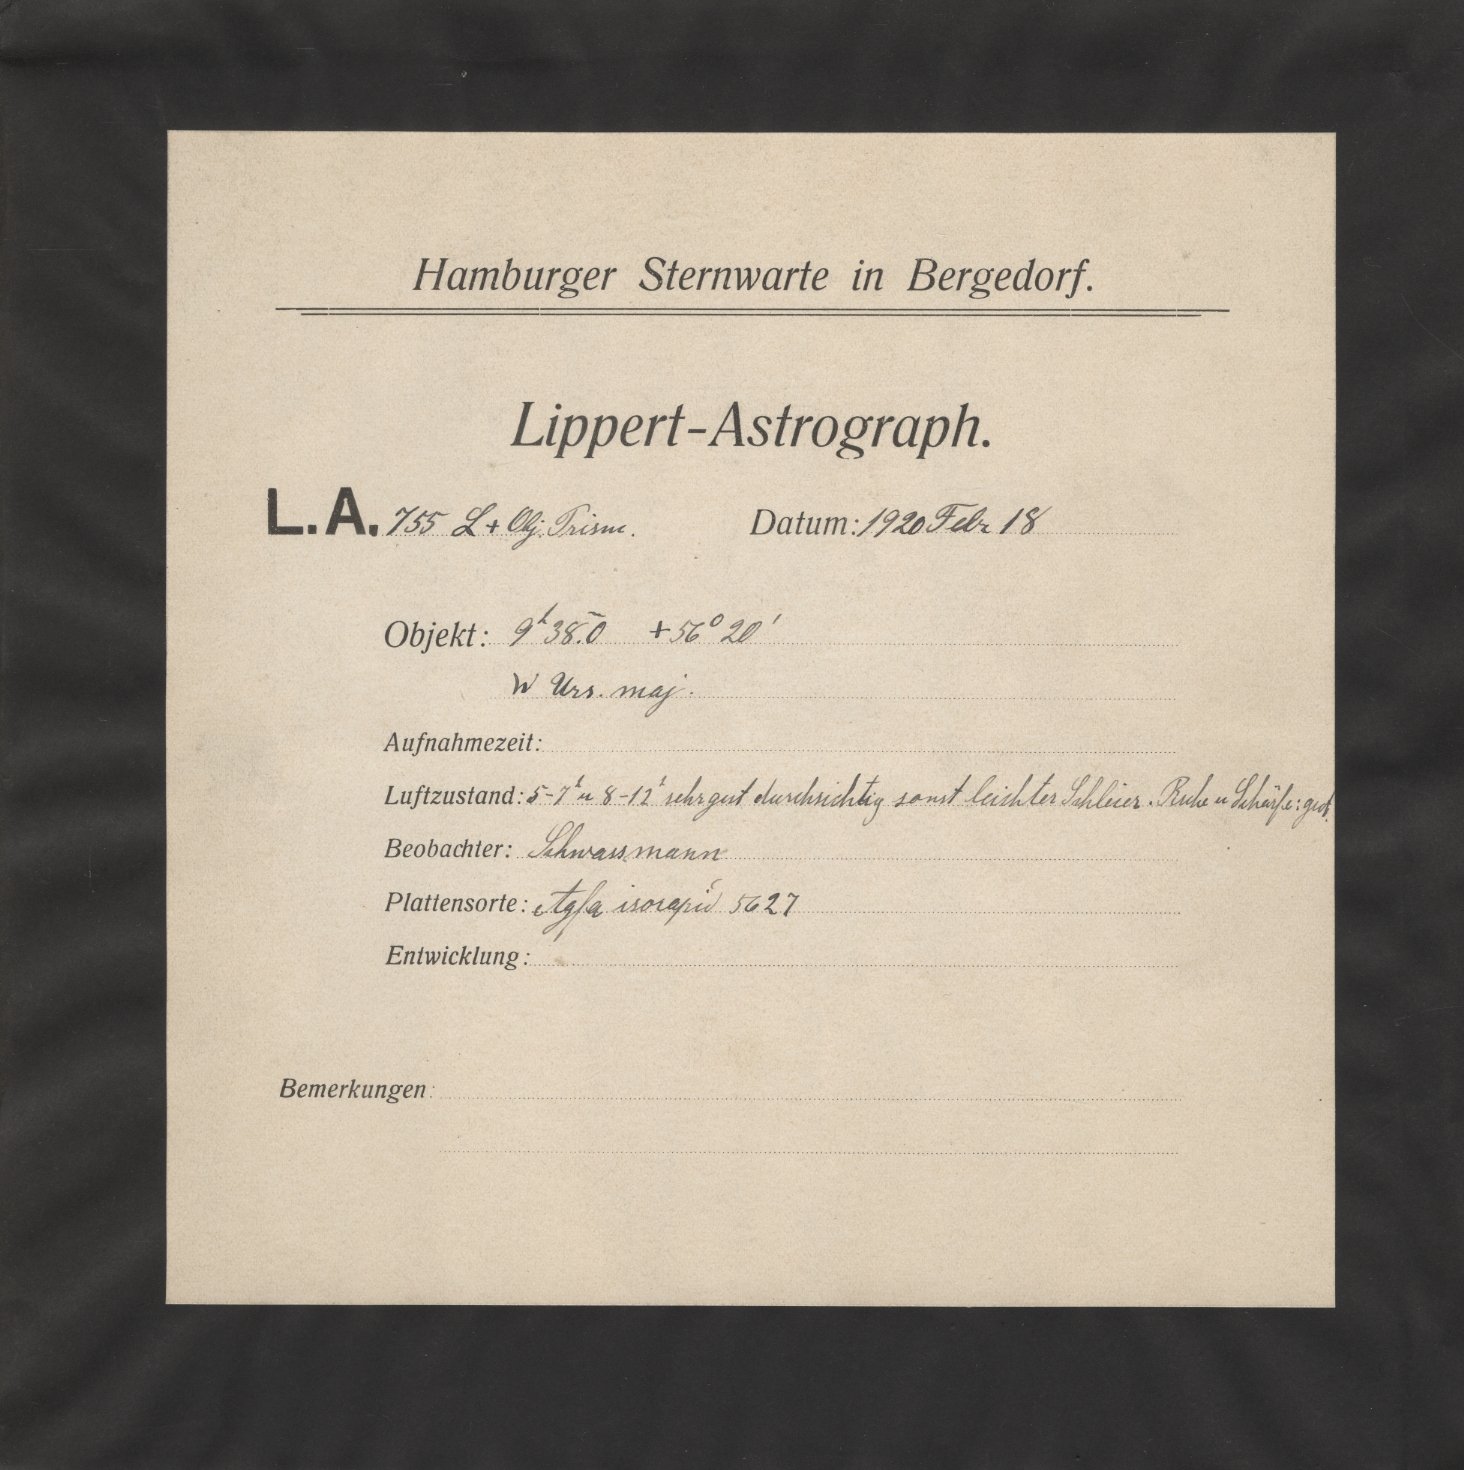 Hamburger Sternwarte in Bergedorf.
Lippert-Astrograph.
L.A. 755 L + Obj. Prism. Datum: 1920 Febr 18
Objekt: 9h 38.m0 +56° 20'
W Urs. maj.
Aufnahmezeit:
Luftzustand: 5-7h u 8-12h sehr gut durchsichtig sonst leichter Schleier. Ruhe u Schärfe: gut.
Beobachter: Schwassmann
Plattensorte: Agfa isorapid 5627
Entwicklung:
Bemerkungen: